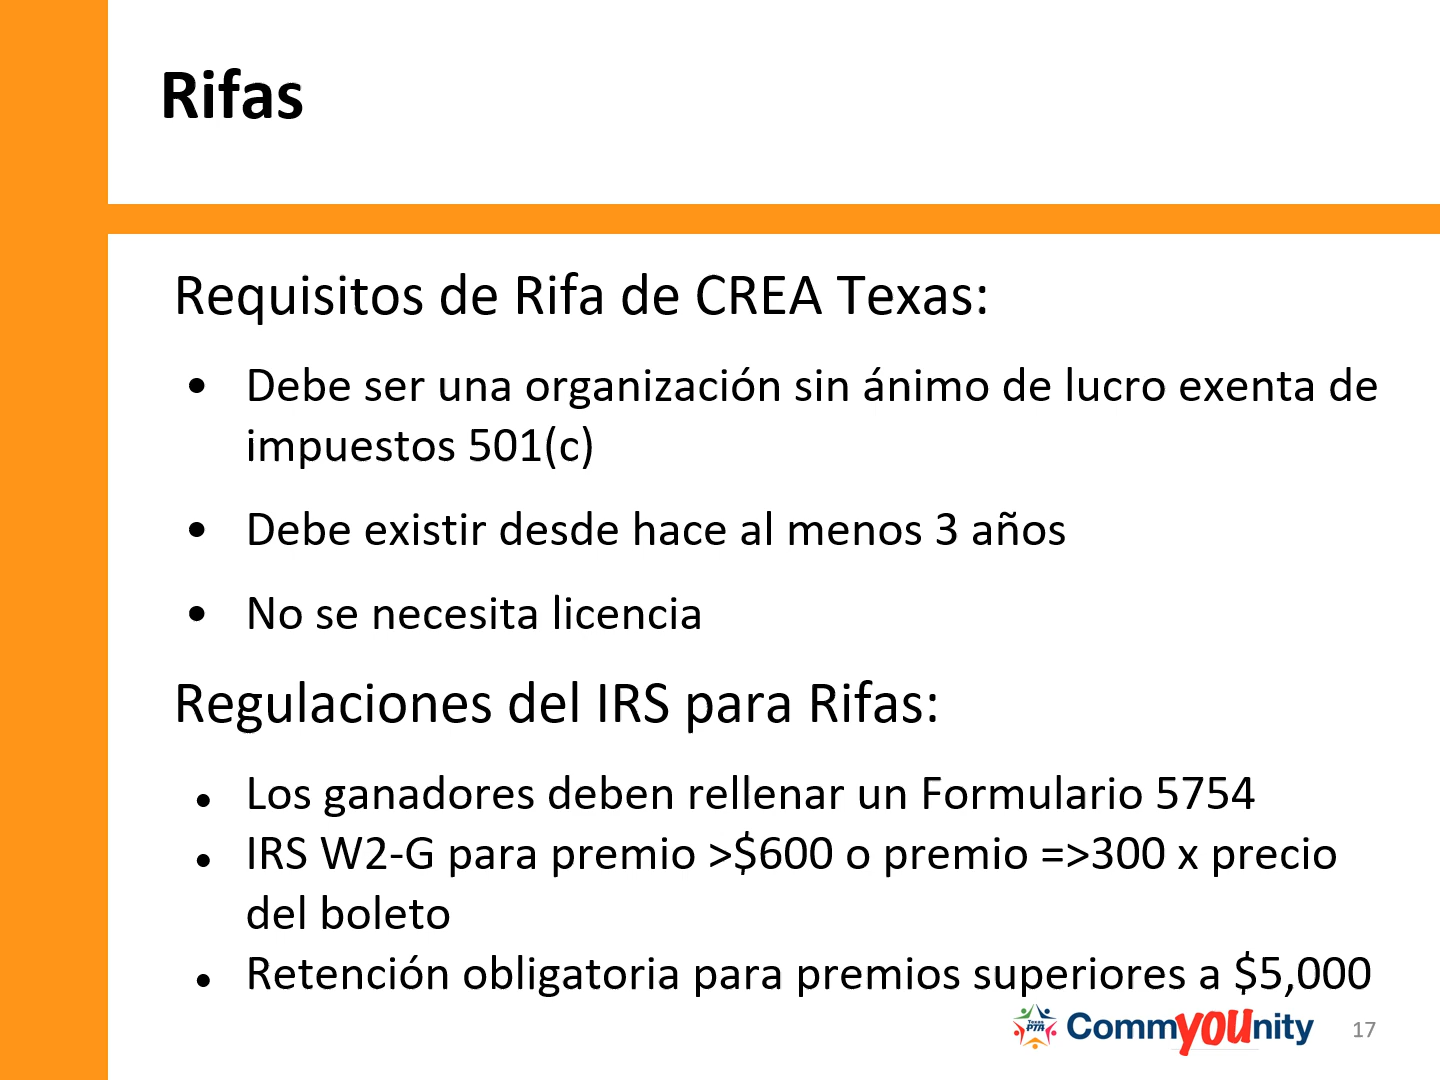 Rifas
Requisitos de Rifa de CREA Texas:
• Debe ser una organización sin ánimo de lucro exenta de
impuestos 501(c)
• Debe existir desde hace al menos 3 años
• No se necesita licencia
Regulaciones del IRS para Rifas:
• Los ganadores deben rellenar un Formulario 5754
• IRS W2-G para premio >$600 o premio =>300 x precio
del boleto
• Retención obligatoria para premios superiores a $5,000
Texas
PTA
CommYOUnity
17